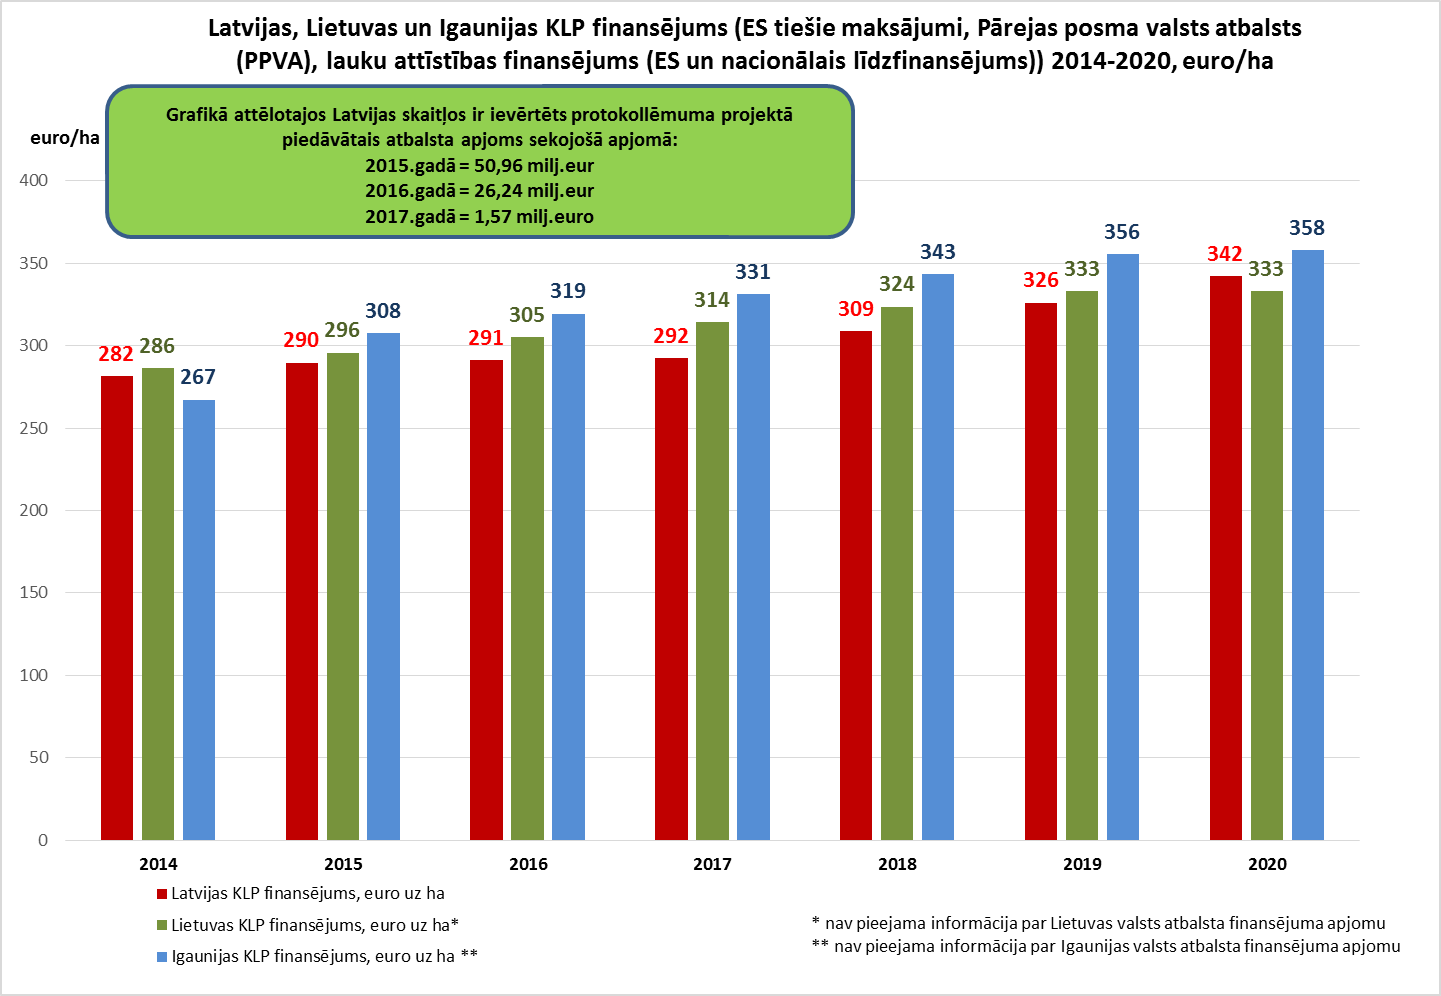 Latvijas, Lietuvas un Igaunijas KLP finansējums (ES tiešie maksājumi, Pārejas posma valsts atbalsts
(PPVA), lauku attīstības finansējums (ES un nacionālais līdzfinansējums)) 2014-2020, euro/ha
Grafikā attēlotajos Latvijas skaitļos ir ievērtēts protokollēmuma projektā
piedāvātais atbalsta apjoms sekojošā apjomā:
2015.gadā = 50,96 milj.eur
2016.gadā = 26,24 milj.eur
2017.gadā = 1,57 milj.euro
euro/ha
400
350
300
250
200
150
100
50
0
282 286 267
290 296 308
291 305 319
292 314 331
309 324 343
326 333 356
342 333 358
2014 2015 2016 2017 2018 2019 2020
Latvijas KLP finansējums, euro uz ha
Lietuvas KLP finansējums, euro uz ha*
Igaunijas KLP finansējums, euro uz ha **
* nav pieejama informācija par Lietuvas valsts atbalsta finansējuma apjomu
** nav pieejama informācija par Igaunijas valsts atbalsta finansējuma apjomu